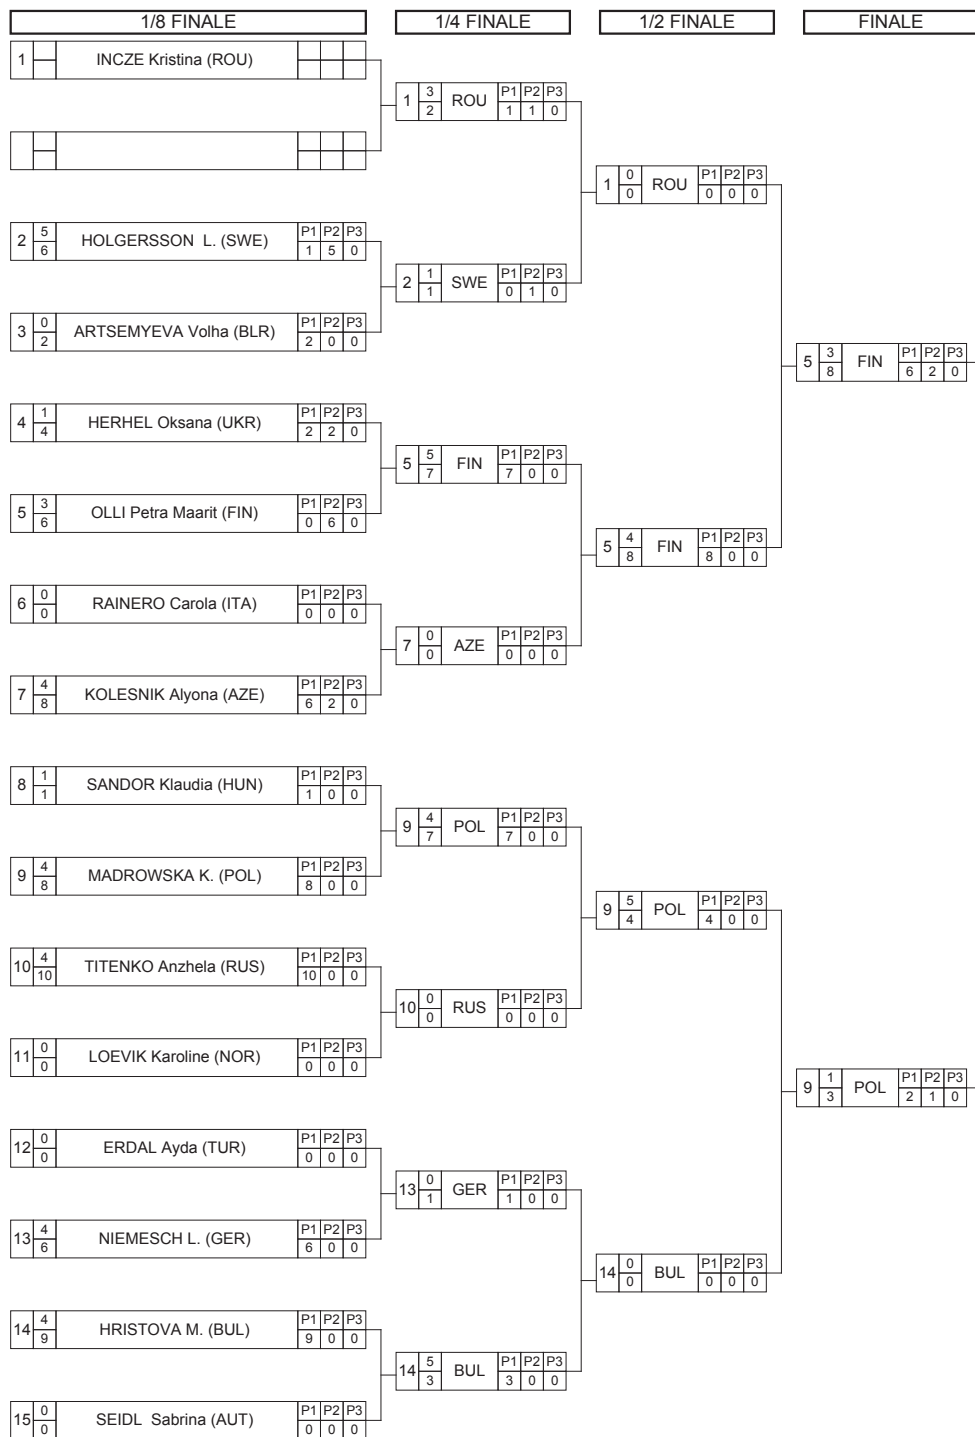 1/8 FINALE 1/4 FINALE 1/2 FINALE FINALE
1 INCZE Kristina (ROU)
1 3 2 ROU P1 P2 P3 1 1 0
1 0 0 ROU P1 P2 P3 0 0 0
2 5 6 HOLGERSSON L. (SWE) P1 P2 P3 1 5 0
2 1 1 SWE P1 P2 P3 0 1 0
3 0 2 ARTSEMYEVA Volha (BLR) P1 P2 P3 2 0 0
5 3 8 FIN P1 P2 P3 6 2 0
4 1 4 HERHEL Oksana (UKR) P1 P2 P3 2 2 0
5 5 7 FIN P1 P2 P3 7 0 0
5 3 6 OLLI Petra Maarit (FIN) P1 P2 P3 0 6 0
5 4 8 FIN P1 P2 P3 8 0 0
6 0 0 RAINERO Carola (ITA) P1 P2 P3 0 0 0
7 0 0 AZE P1 P2 P3 0 0 0
7 4 8 KOLESNIK Alyona (AZE) P1 P2 P3 6 2 0
8 1 1 SANDOR Klaudia (HUN) P1 P2 P3 1 0 0
9 4 7 POL P1 P2 P3 7 0 0
9 4 8 MADROWSKA K. (POL) P1 P2 P3 8 0 0
9 5 4 POL P1 P2 P3 4 0 0
10 4 10 TITENKO Anzhela (RUS) P1 P2 P3 10 0 0
10 0 0 RUS P1 P2 P3 0 0 0
11 0 0 LOEVIK Karoline (NOR) P1 P2 P3 0 0 0
9 1 3 POL P1 P2 P3 2 1 0
12 0 0 ERDAL Ayda (TUR) P1 P2 P3 0 0 0
13 0 1 GER P1 P2 P3 1 0 0
13 4 6 NIEMESCH L. (GER) P1 P2 P3 6 0 0
14 0 0 BUL P1 P2 P3 0 0 0
14 4 9 HRISTOVA M. (BUL) P1 P2 P3 9 0 0
14 5 3 BUL P1 P2 P3 3 0 0
15 0 0 SEIDL Sabrina (AUT) P1 P2 P3 0 0 0